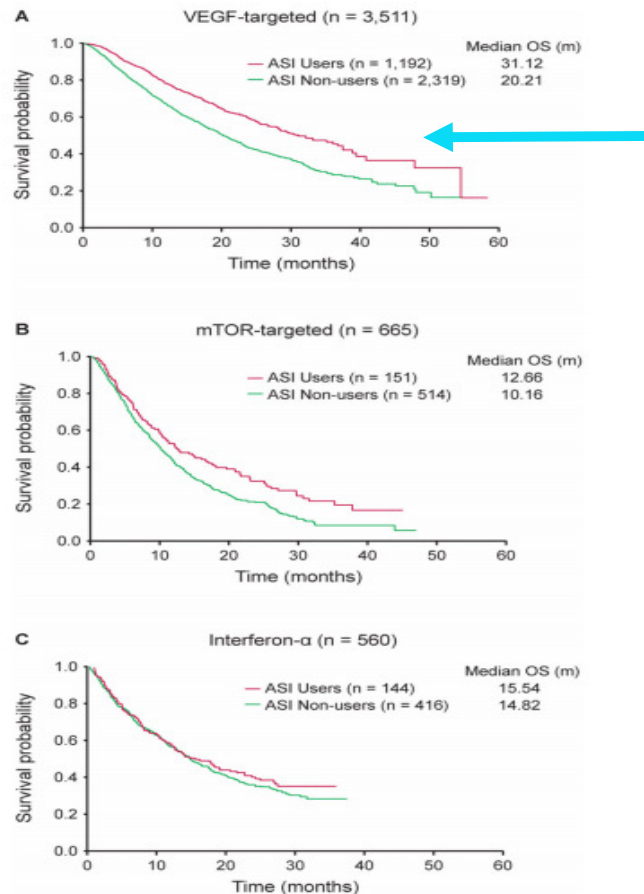 A
VEGF-targeted (n = 3,511)
Median OS (m)
ASI Users (n = 1,192) 31.12
ASI Non-users (n = 2,319) 20.21
Survival probability
1.0
0.8
0.6
0.4
0.2
0.0
0 10 20 30 40 50 60
Time (months)
B
mTOR-targeted (n = 665)
Median OS (m)
ASI Users (n = 151) 12.66
ASI Non-users (n = 514) 10.16
Survival probability
1.0
0.8
0.6
0.4
0.2
0.0
0 10 20 30 40 50 60
Time (months)
C
Interferon-α (n = 560)
Median OS (m)
ASI Users (n = 144) 15.54
ASI Non-users (n = 416) 14.82
Survival probability
1.0
0.8
0.6
0.4
0.2
0.0
0 10 20 30 40 50 60
Time (months)